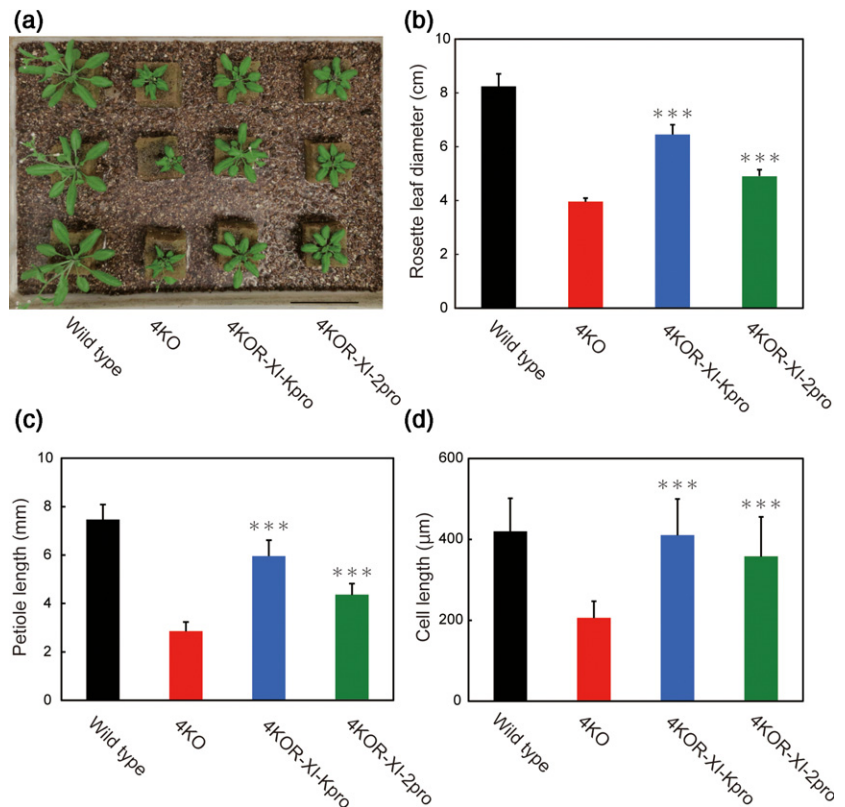 (a)
Wild type
4KO
4KOR-XI-Kpro
4KOR-XI-2pro
(b)
Rosette leaf diameter (cm)
10
8
6
4
2
0
***
***
Wild type
4KO
4KOR-XI-Kpro
4KOR-XI-2pro
(c)
Petiole length (mm)
10
8
6
4
2
0
***
***
Wild type
4KO
4KOR-XI-Kpro
4KOR-XI-2pro
(d)
Cell length (µm)
600
400
200
0
***
***
Wild type
4KO
4KOR-XI-Kpro
4KOR-XI-2pro